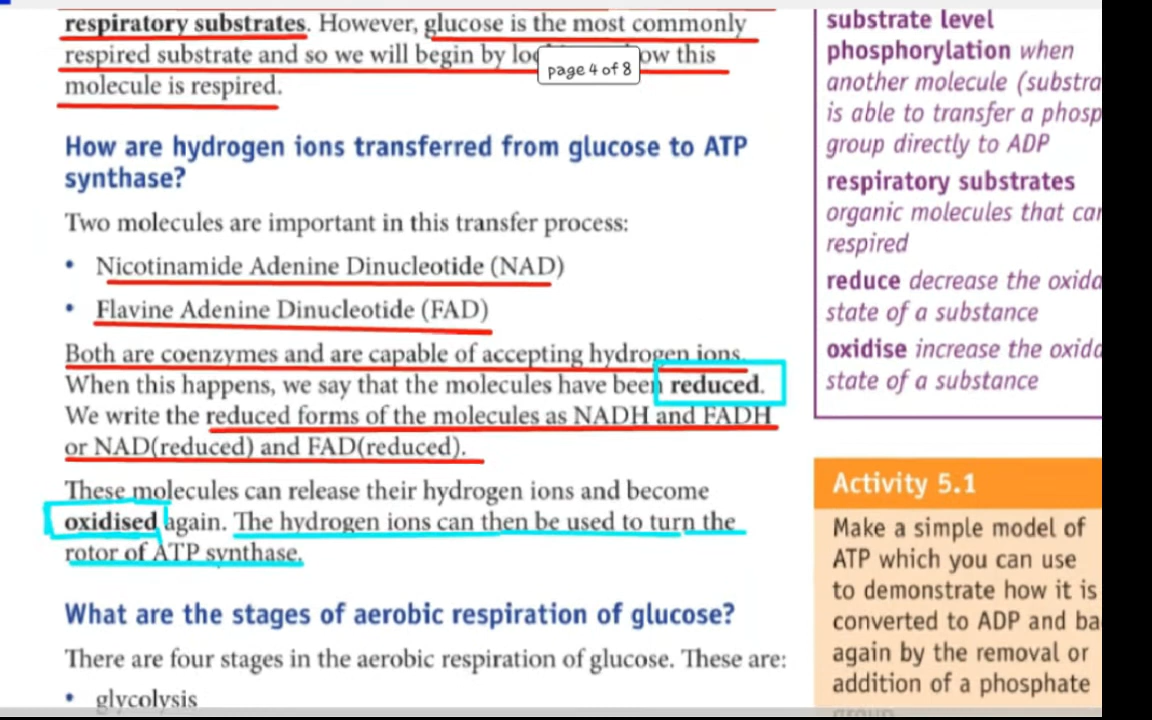 respiratory substrates. However, glucose is the most commonly
respired substrate and so we will begin by ow this
page 4 of 8
molecule is respired.
How are hydrogen ions transferred from glucose to ATP
synthase?
Two molecules are important in this transfer process:
• Nicotinamide Adenine Dinucleotide (NAD)
• Flavine Adenine Dinucleotide (FAD)
Both are coenzymes and are capable of accepting hydrogen ions.
When this happens, we say that the molecules have been reduced.
We write the reduced forms of the molecules as NADH and FADH
or NAD(reduced) and FAD(reduced).
These molecules can release their hydrogen ions and become
oxidised again. The hydrogen ions can then be used to turn the
rotor of ATP synthase.
What are the stages of aerobic respiration of glucose?
There are four stages in the aerobic respiration of glucose. These are:
• glycolysis
substrate level
phosphorylation when
another molecule (substra
is able to transfer a phosp
group directly to ADP
respiratory substrates
organic molecules that car
respired
reduce decrease the oxida
state of a substance
oxidise increase the oxida
state of a substance
Activity 5.1
Make a simple model of
ATP which you can use
to demonstrate how it is
converted to ADP and ba
again by the removal or
addition of a phosphate